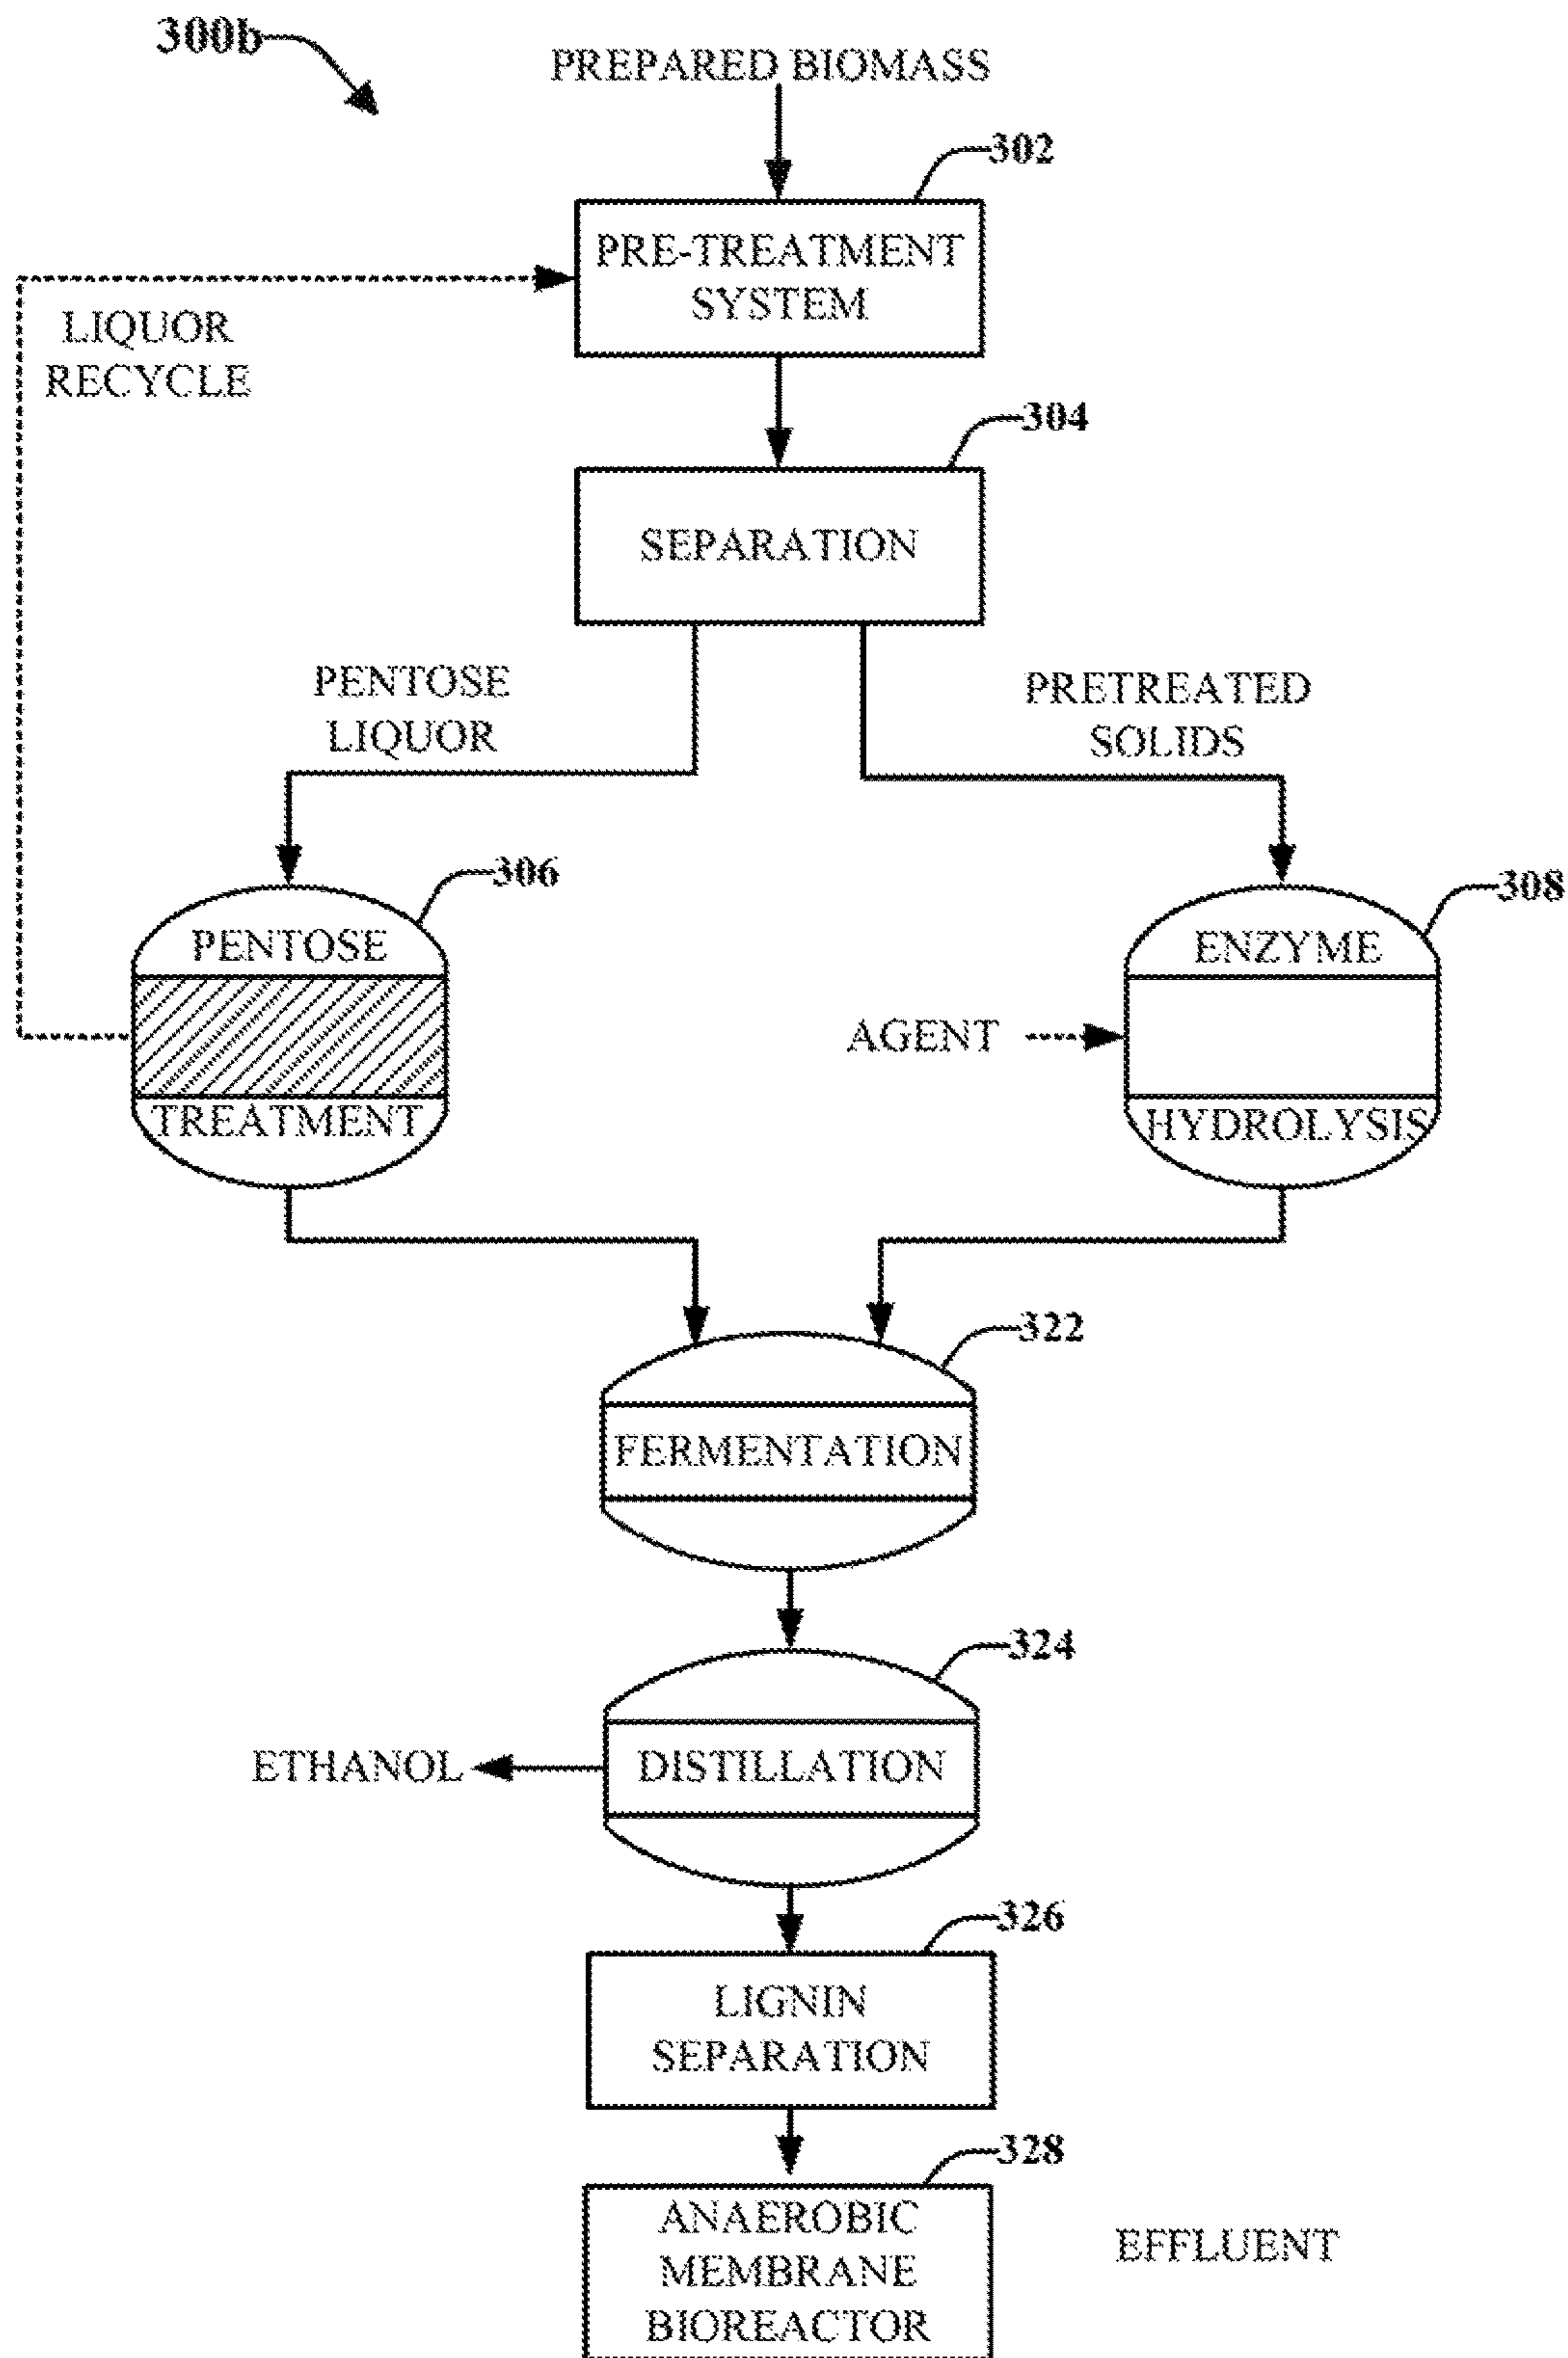 300b
PREPARED BIOMASS
302
PRE-TREATMENT
SYSTEM
LIQUOR
RECYCLE
304
SEPARATION
PENTOSE
LIQUOR
PRETREATED
SOLIDS
306
308
PENTOSE
TREATMENT
ENZYME
HYDROLYSIS
AGENT
322
FERMENTATION
324
ETHANOL
DISTILLATION
326
LIGNIN
SEPARATION
328
ANAEROBIC
MEMBRANE
BIOREACTOR
EFFLUENT